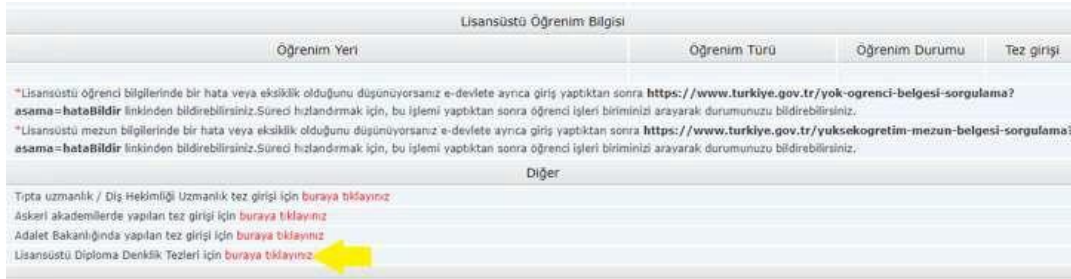 Lisansüstü Öğrenim Bilgisi
Öğrenim Yeri Öğrenim Türü Öğrenim Durumu Tez girişi
*Lisansüstü öğrenci bilgilerinde bir hata veya eksiklik olduğunu düşünüyorsanız e-devlete ayrıca giriş yaptıktan sonra https://www.turkiye.gov.tr/yok-ogrenci-belgesi-sorgulama?
asama=hataBildir linkinden bildirebilirsiniz.Süreci hızlandırmak için, bu işlemi yaptıktan sonra öğrenci işleri biriminizi arayarak durumunuzu bildirebilirsiniz.
*Lisansüstü mezun bilgilerinde bir hata veya eksiklik olduğunu düşünüyorsanız e-devlete ayrıca giriş yaptıktan sonra https://www.turkiye.gov.tr/yuksekogretim-mezun-belgesi-sorgulama?
asama=hataBildir linkinden bildirebilirsiniz.Süreci hızlandırmak için, bu işlemi yaptıktan sonra öğrenci işleri biriminizi arayarak durumunuzu bildirebilirsiniz.
Diğer
Tıpta uzmanlık / Diş Hekimliği Uzmanlık tez girişi için buraya tıklayınız
Askeri akademilerde yapılan tez girişi için buraya tıklayınız
Adalet Bakanlığında yapılan tez girişi için buraya tıklayınız
Lisansüstü Diploma Denklik Tezleri için buraya tıklayınız